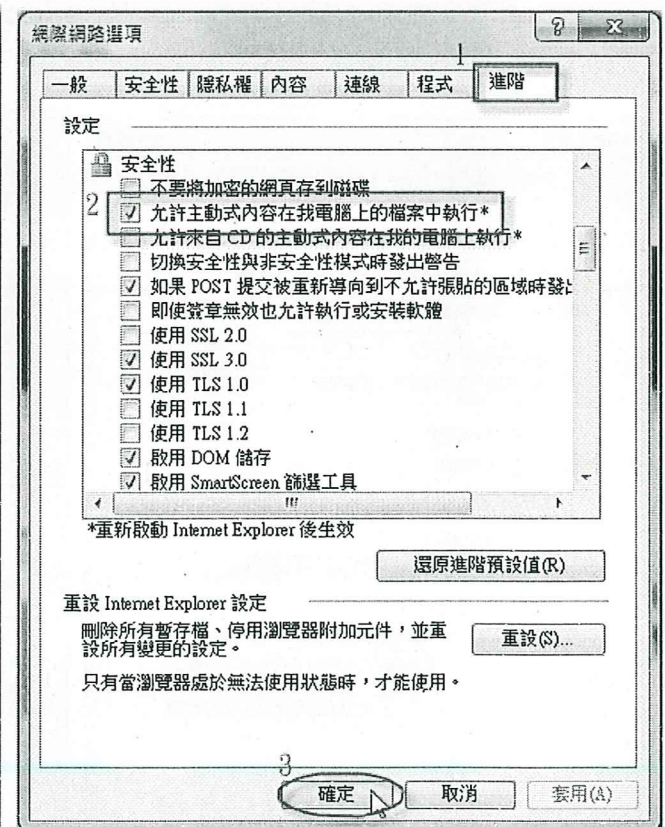 網際網路選項
1
一般 安全性 隱私權 內容 連線 程式 進階
設定
安全性
不要將加密的網頁存到磁碟
2
允許主動式內容在我電腦上的檔案中執行*
允許來自 CD 的主動式內容在我的電腦上執行*
切換安全性與非安全性模式時發出警告
如果 POST 提交被重新導向到不允許張貼的區域時發出
即使簽章無效也允許執行或安裝軟體
使用 SSL 2.0
使用 SSL 3.0
使用 TLS 1.0
使用 TLS 1.1
使用 TLS 1.2
啟用 DOM 儲存
啟用 SmartScreen 篩選工具
*重新啟動 Internet Explorer 後生效
還原進階預設值(R)
重設 Internet Explorer 設定
刪除所有暫存檔、停用瀏覽器附加元件，並重
設所有變更的設定。
重設(S)...
只有當瀏覽器處於無法使用狀態時，才能使用。
3
確定 取消 套用(A)